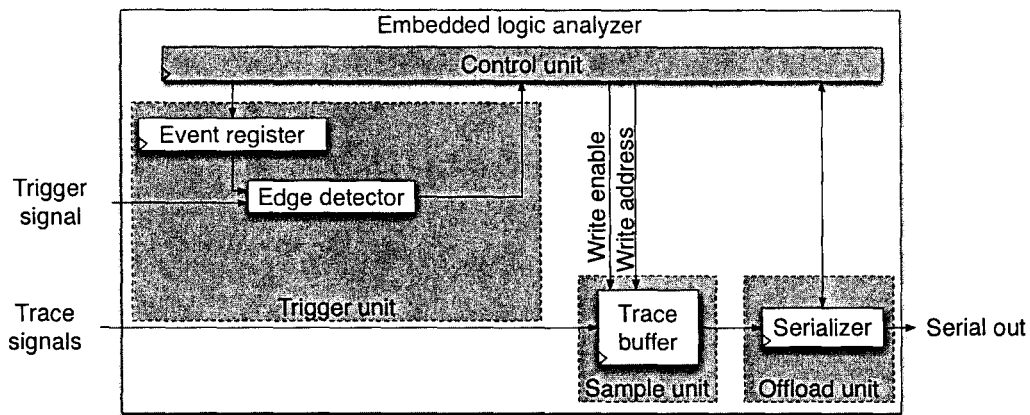 Embedded logic analyzer
Control unit
Event register
Trigger
signal
Edge detector
Write enable
Write address
Trigger unit
Trace
signals
Trace
buffer
Serializer
Serial out
Sample unit
Offload unit